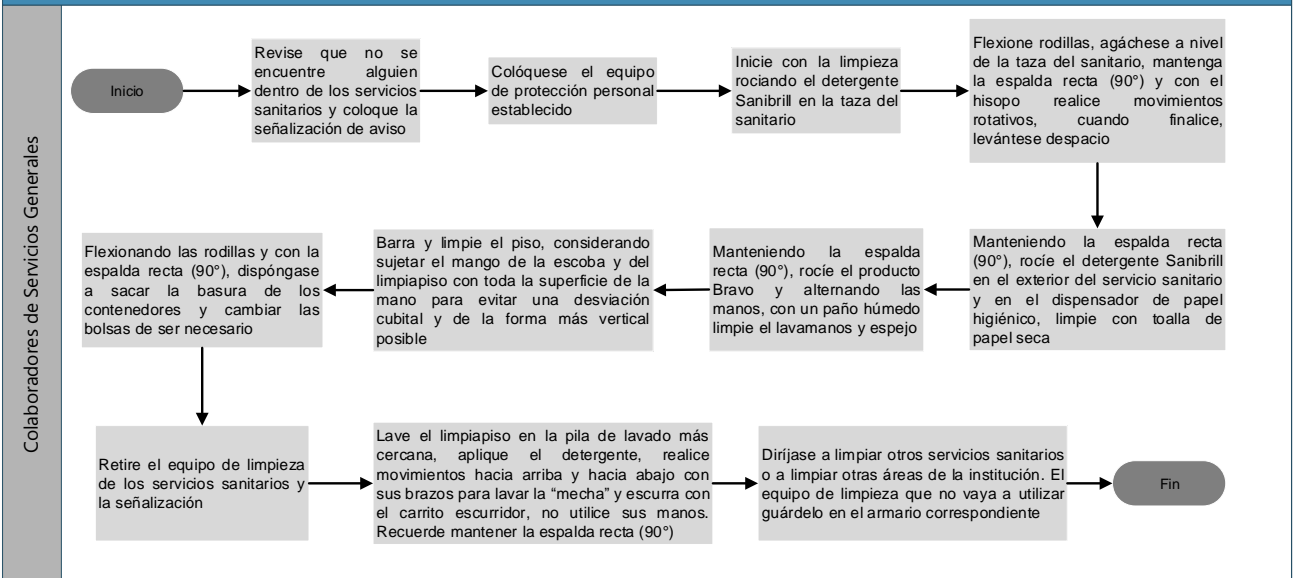 Colaboradores de Servicios Generales
Inicio
Revise que no se
encuentre alguien
dentro de los servicios
sanitarios y coloque la
señalización de aviso
Colóquese el equipo
de protección personal
establecido
Inicie con la limpieza
rociando el detergente
Sanibrill en la taza del
sanitario
Flexione rodillas, agáchese a nivel
de la taza del sanitario, mantenga
la espalda recta (90°) y con el
hisopo realice movimientos
rotativos, cuando finalice,
levántese despacio
Manteniendo la espalda recta
(90°), rocíe el detergente Sanibrill
en el exterior del servicio sanitario
y en el dispensador de papel
higiénico, limpie con toalla de
papel seca
Manteniendo la espalda
recta (90°), rocíe el producto
Bravo y alternando las
manos, con un paño húmedo
limpie el lavamanos y espejo
Barra y limpie el piso, considerando
sujetar el mango de la escoba y del
limpiapiso con toda la superficie de la
mano para evitar una desviación
cubital y de la forma más vertical
posible
Flexionando las rodillas y con la
espalda recta (90°), dispóngase
a sacar la basura de los
contenedores y cambiar las
bolsas de ser necesario
Retire el equipo de limpieza
de los servicios sanitarios y
la señalización
Lave el limpiapiso en la pila de lavado más
cercana, aplique el detergente, realice
movimientos hacia arriba y hacia abajo con
sus brazos para lavar la “mecha” y escurra con
el carrito escurridor, no utilice sus manos.
Recuerde mantener la espalda recta (90°)
Diríjase a limpiar otros servicios sanitarios
o a limpiar otras áreas de la institución. El
equipo de limpieza que no vaya a utilizar
guárdelo en el armario correspondiente
Fin